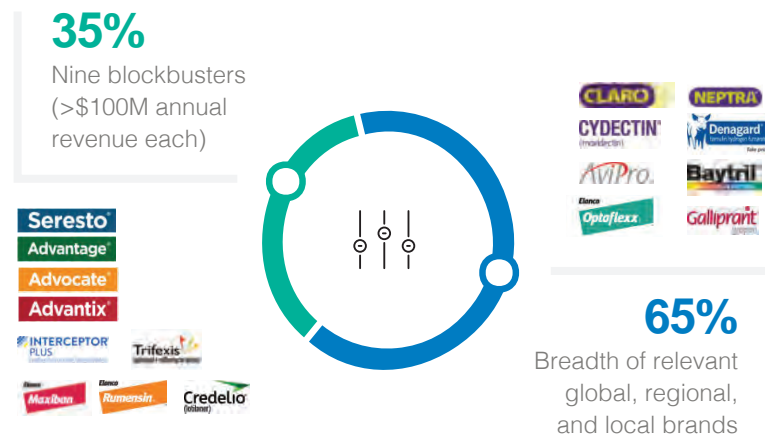 35%
Nine blockbusters
(>$100M annual
revenue each)
Seresto
Advantage®
Advocate®
Advantix®
INTERCEPTOR
PLUS
Trifexis
Elanco
Maxiban
Elanco
Rumensin
Credelio
(lotilaner)
CLARO
NEPTRA
CYDECTIN
(moxidectin)
Denagard
AviPro
Baytril
Elanco
Optaflexx
Galliprant
65%
Breadth of relevant
global, regional,
and local brands